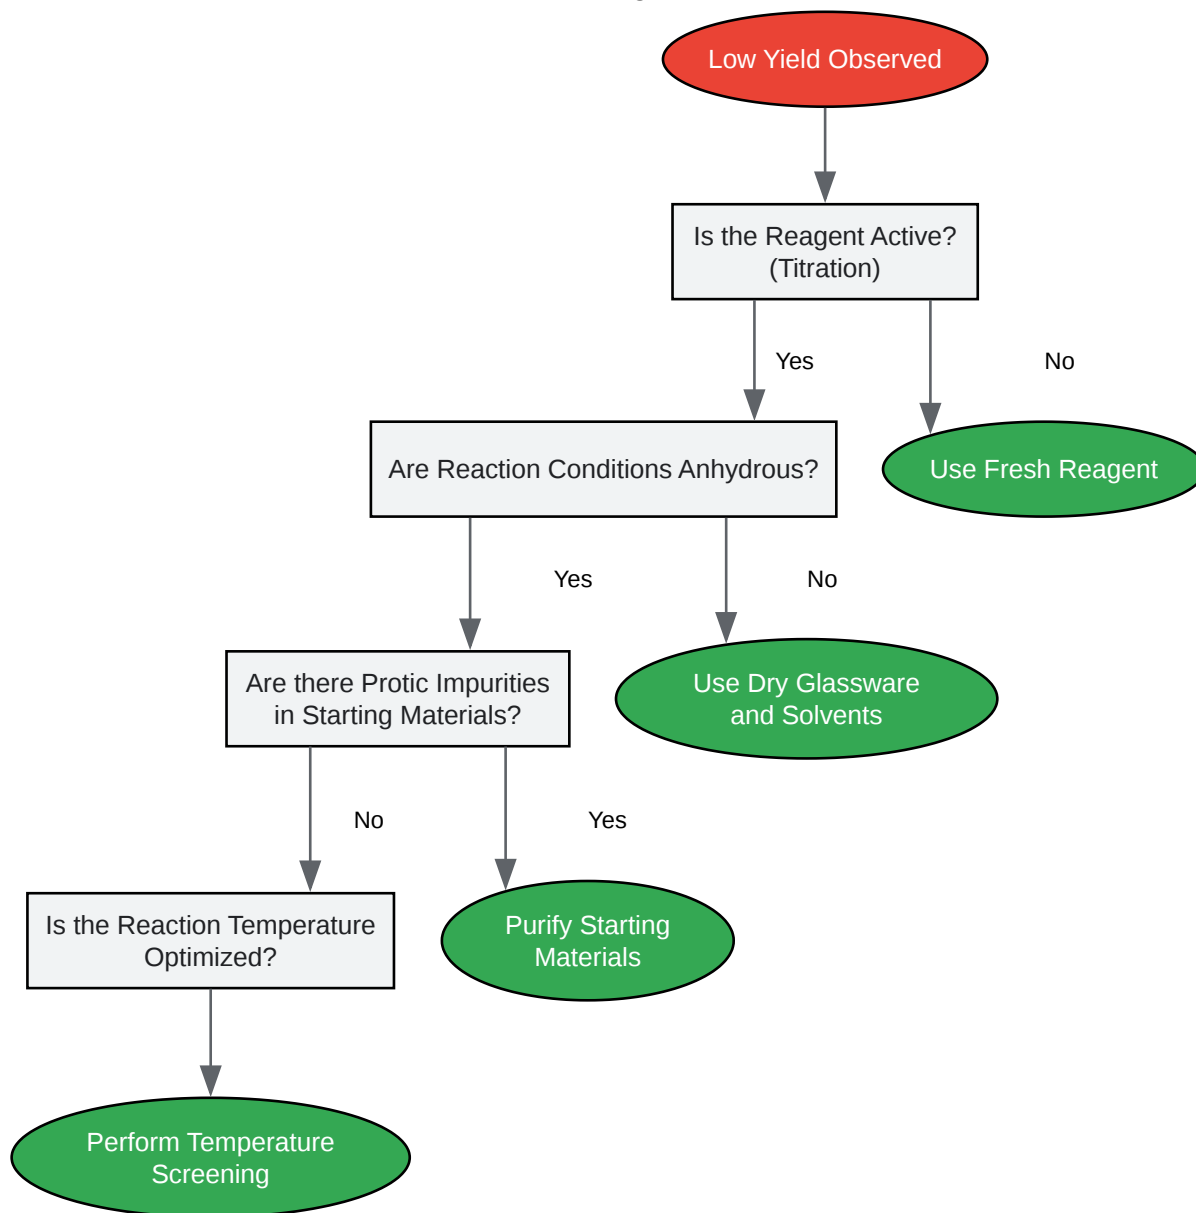 Low Yield Observed
Is the Reagent Active?
(Titration)
Yes
No
Are Reaction Conditions Anhydrous?
Use Fresh Reagent
Yes
No
Are there Protic Impurities
in Starting Materials?
Use Dry Glassware
and Solvents
No
Yes
Is the Reaction Temperature
Optimized?
Purify Starting
Materials
Perform Temperature
Screening